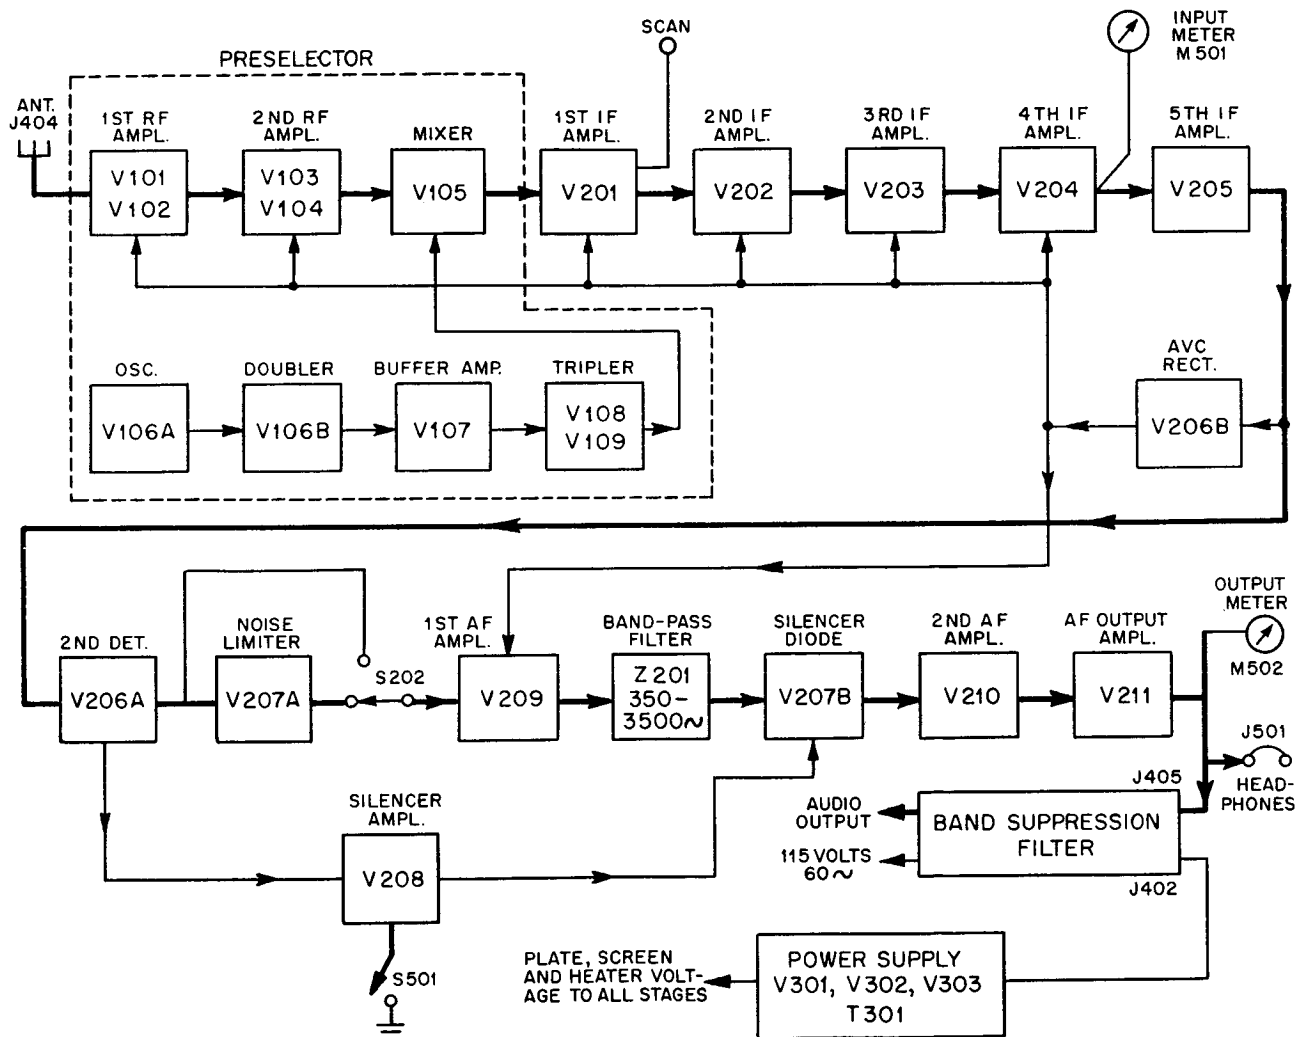 SCAN
INPUT
METER
M 501
PRESELECTOR
ANT.
J404
1ST RF
AMPL.
2ND RF
AMPL.
MIXER
1ST IF
AMPL.
2ND IF
AMPL.
3RD IF
AMPL.
4TH IF
AMPL.
5TH IF
AMPL.
V101
V102
V103
V104
V105
V201
V202
V203
V204
V205
OSC.
DOUBLER
BUFFER AMP.
TRIPLER
AVC
RECT.
V106A
V106B
V107
V108
V109
V206B
2ND DET.
NOISE
LIMITER
S202
1ST AF
AMPL.
BAND-PASS
FILTER
SILENCER
DIODE
2ND AF
AMPL.
AF OUTPUT
AMPL.
OUTPUT
METER
M502
V206A
V207A
V209
Z201
350-
3500~
V207B
V210
V211
J501
HEAD-
PHONES
SILENCER
AMPL.
V208
S501
J405
AUDIO
OUTPUT
BAND SUPPRESSION
FILTER
115 VOLTS
60~
J402
PLATE, SCREEN
AND HEATER VOLT-
AGE TO ALL STAGES
POWER SUPPLY
V301, V302, V303
T301